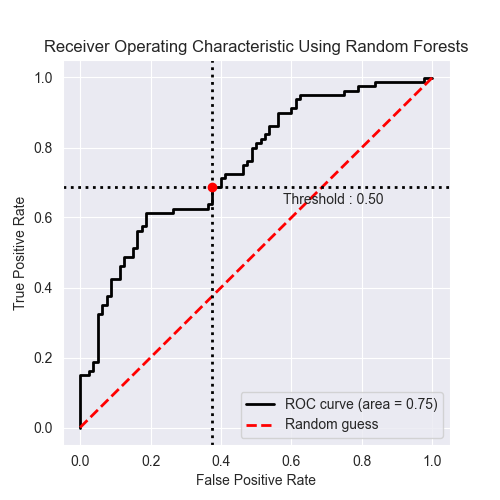 Receiver Operating Characteristic Using Random Forests
1.0
0.8
0.6
0.4
0.2
0.0
True Positive Rate
Threshold : 0.50
ROC curve (area = 0.75)
Random guess
0.0 0.2 0.4 0.6 0.8 1.0
False Positive Rate